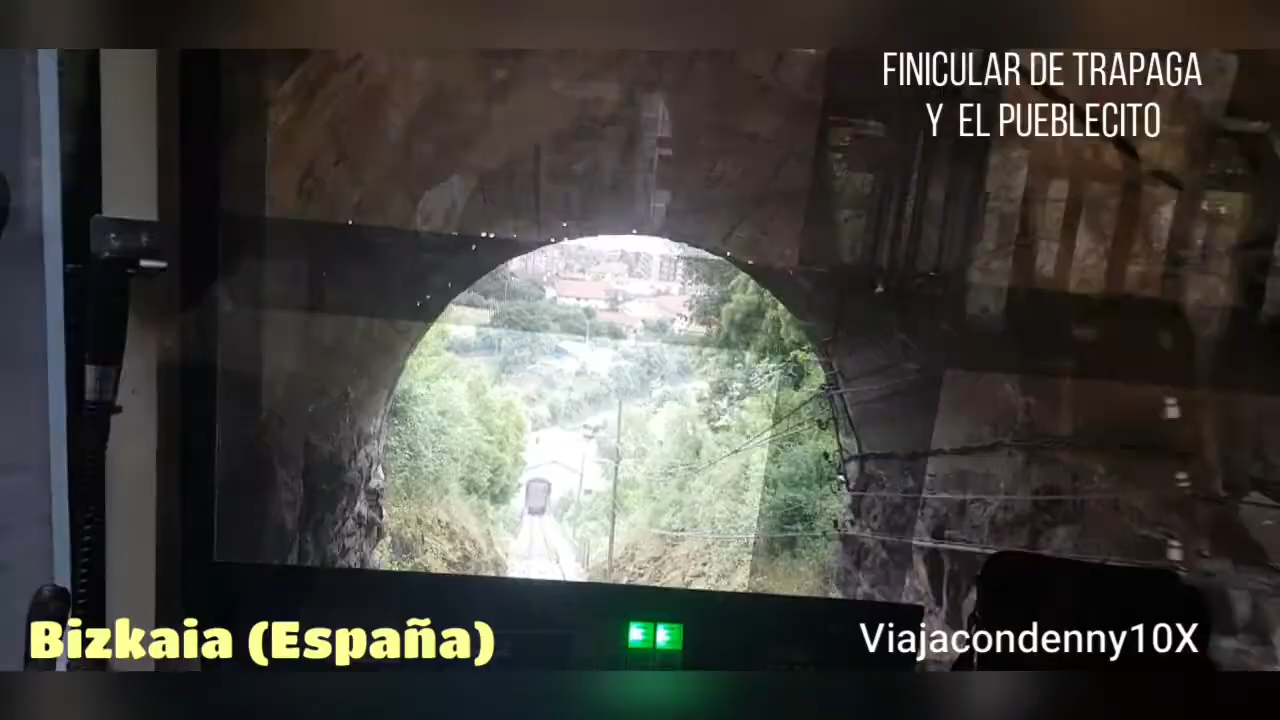 FINICULAR DE TRAPAGA
Y EL PUEBLECITO
Bizkaia (España)
Viajacondenny10X